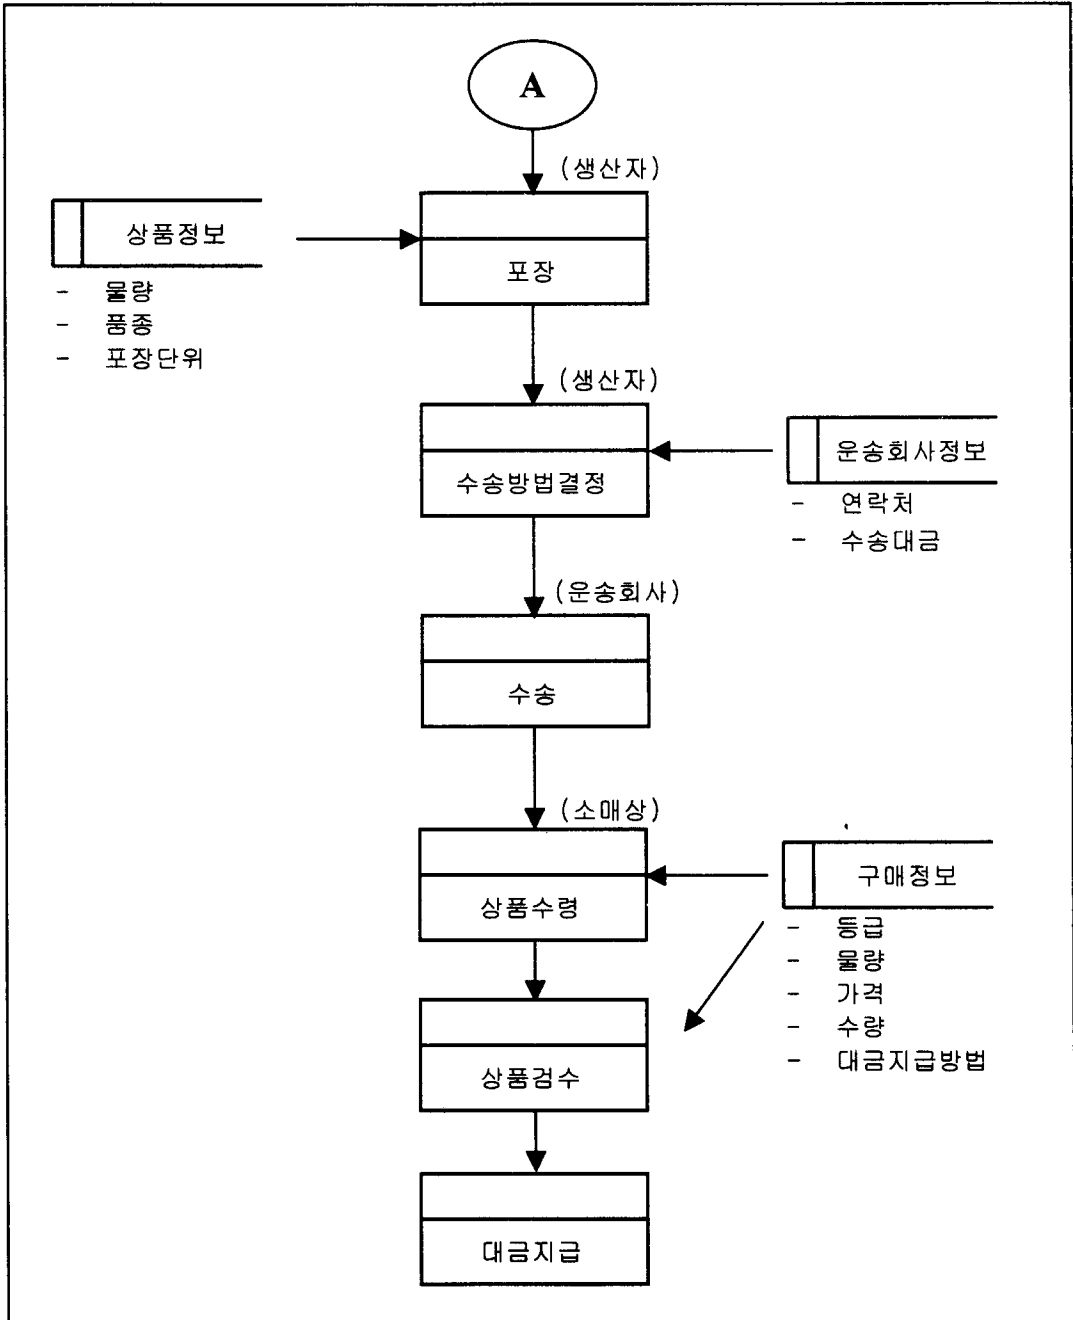 A
(생산자)
상품정보
포장
- 물량
- 품종
- 포장단위
(생산자)
운송회사정보
수송방법결정
- 연락처
- 수송대금
(운송회사)
수송
(소매상)
구매정보
상품수령
- 등급
- 물량
- 가격
- 수량
- 대금지급방법
상품검수
대금지급